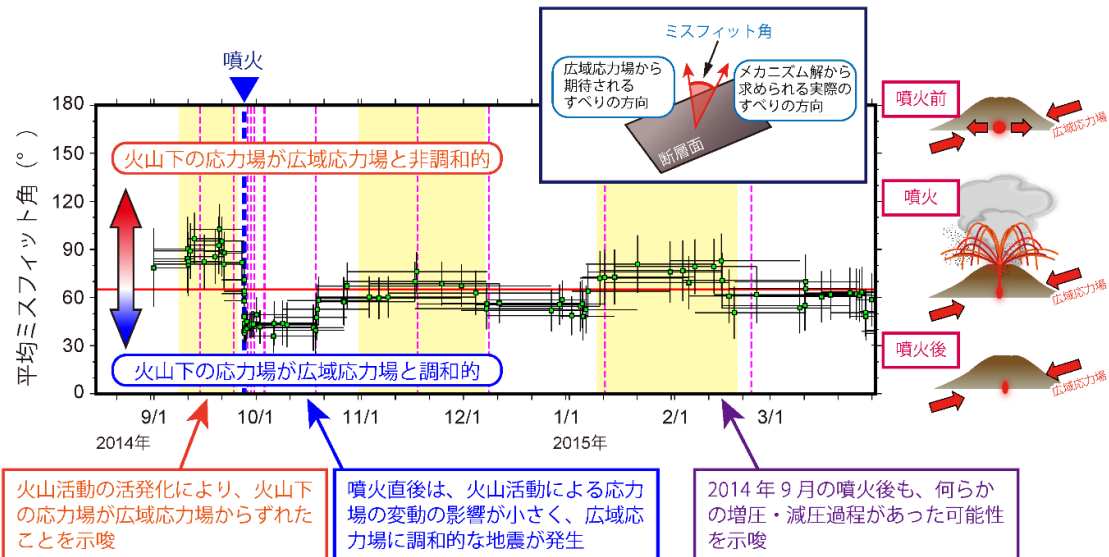 噴火
ミスフィット角
広域応力場から
期待される
すべりの方向
メカニズム解から
求められる実際の
すべりの方向
断層面
平均ミスフィット角 (°)
180
150
120
90
60
30
0
火山下の応力場が広域応力場と非調和的
火山下の応力場が広域応力場と調和的
9/1
10/1
11/1
12/1
1/1
2/1
3/1
2014年
2015年
噴火前
広域応力場
噴火
広域応力場
噴火後
広域応力場
火山活動の活発化により、火山下
の応力場が広域応力場からずれた
ことを示唆
噴火直後は、火山活動による応力
場の変動の影響が小さく、広域応
力場に調和的な地震が発生
2014年9月の噴火後も、何らか
の増圧・減圧過程があった可能性
を示唆